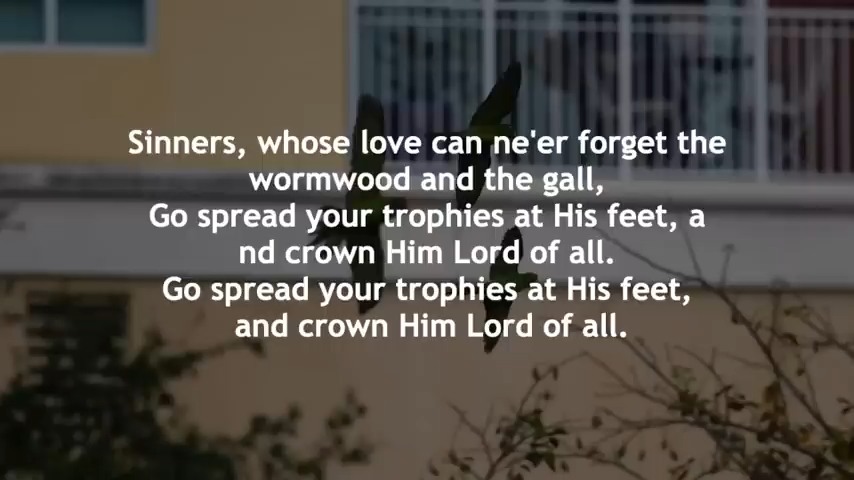 Sinners, whose love can ne'er forget the
wormwood and the gall,
Go spread your trophies at His feet, a
nd crown Him Lord of all.
Go spread your trophies at His feet,
and crown Him Lord of all.